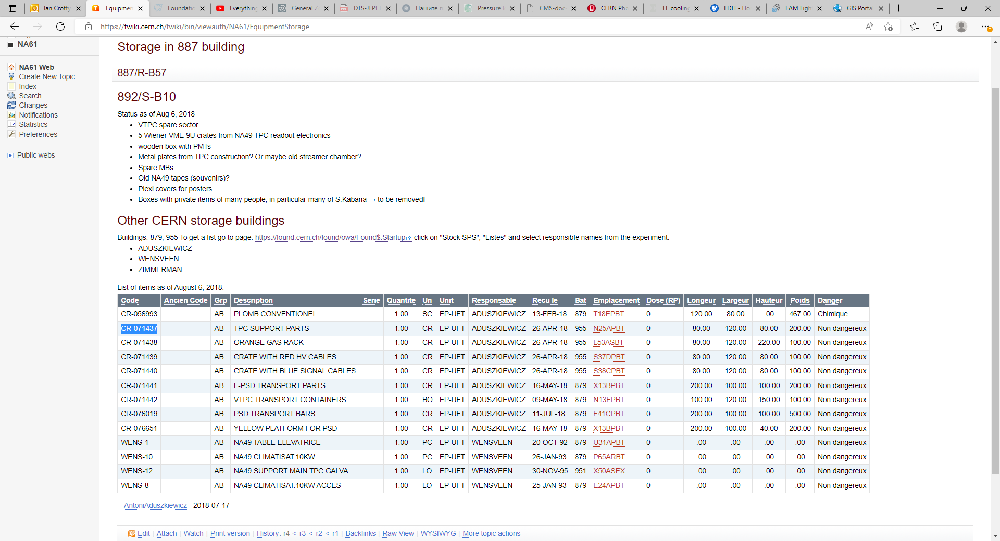 Ian Crotty
Equipmen
Foundatio
Everything
General Z
DTS-JLPET
Нашите п
Pressure l
CMS-doc
CERN Pho
EE cooling
EDH - Ho
EAM Ligh
GIS Portal
https://twiki.cern.ch/twiki/bin/viewauth/NA61/EquipmentStorage
NA61
NA61 Web
Create New Topic
Index
Search
Changes
Notifications
Statistics
Preferences
Public webs
Storage in 887 building
887/R-B57
892/S-B10
Status as of Aug 6, 2018
• VTPC spare sector
• 5 Wiener VME 9U crates from NA49 TPC readout electronics
• wooden box with PMTs
• Metal plates from TPC construction? Or maybe old streamer chamber?
• Spare MBs
• Old NA49 tapes (souvenirs)?
• Plexi covers for posters
• Boxes with private items of many people, in particular many of S.Kabana → to be removed!
Other CERN storage buildings
Buildings: 879, 955 To get a list go to page: https://found.cern.ch/found/owa/Found$.Startup click on "Stock SPS", "Listes" and select responsible names from the experiment:
• ADUSZKIEWICZ
• WENSVEEN
• ZIMMERMAN
List of items as of August 6, 2018:
Code Ancien Code Grp Description Serie Quantite Un Unit Responsable Recu le Bat Emplacement Dose (RP) Longeur Largeur Hauteur Poids Danger
CR-056993 AB PLOMB CONVENTIONEL 1.00 SC EP-UFT ADUSZKIEWICZ 13-FEB-18 879 T18EPBT 0 120.00 80.00 .00 467.00 Chimique
CR-071437 AB TPC SUPPORT PARTS 1.00 CR EP-UFT ADUSZKIEWICZ 26-APR-18 955 N25APBT 0 80.00 120.00 80.00 200.00 Non dangereux
CR-071438 AB ORANGE GAS RACK 1.00 CR EP-UFT ADUSZKIEWICZ 26-APR-18 955 L53ASBT 0 80.00 120.00 220.00 100.00 Non dangereux
CR-071439 AB CRATE WITH RED HV CABLES 1.00 CR EP-UFT ADUSZKIEWICZ 26-APR-18 955 S37DPBT 0 80.00 120.00 80.00 100.00 Non dangereux
CR-071440 AB CRATE WITH BLUE SIGNAL CABLES 1.00 CR EP-UFT ADUSZKIEWICZ 26-APR-18 955 S38CPBT 0 80.00 120.00 80.00 100.00 Non dangereux
CR-071441 AB F-PSD TRANSPORT PARTS 1.00 CR EP-UFT ADUSZKIEWICZ 16-MAY-18 879 X13BPBT 0 200.00 100.00 100.00 200.00 Non dangereux
CR-071442 AB VTPC TRANSPORT CONTAINERS 1.00 BO EP-UFT ADUSZKIEWICZ 09-MAY-18 879 N13FPBT 0 100.00 120.00 150.00 100.00 Non dangereux
CR-076019 AB PSD TRANSPORT BARS 1.00 CR EP-UFT ADUSZKIEWICZ 11-JUL-18 879 F41CPBT 0 200.00 100.00 100.00 500.00 Non dangereux
CR-076651 AB YELLOW PLATFORM FOR PSD 1.00 CR EP-UFT ADUSZKIEWICZ 16-MAY-18 879 X13BPBT 0 200.00 100.00 40.00 200.00 Non dangereux
WENS-1 AB NA49 TABLE ELEVATRICE 1.00 PC EP-UFT WENSVEEN 20-OCT-92 879 U31APBT 0 .00 .00 .00 .00 Non dangereux
WENS-10 AB NA49 CLIMATISAT.10KW 1.00 PC EP-UFT WENSVEEN 26-JAN-93 879 P65ARBT 0 .00 .00 .00 .00 Non dangereux
WENS-12 AB NA49 SUPPORT MAIN TPC GALVA. 1.00 LO EP-UFT WENSVEEN 30-NOV-95 951 X50ASEX 0 .00 .00 .00 .00 Non dangereux
WENS-8 AB NA49 CLIMATISAT.10KW ACCES 1.00 LO EP-UFT WENSVEEN 25-JAN-93 879 E24APBT 0 .00 .00 .00 .00 Non dangereux
-- AntoniAduszkiewicz - 2018-07-17
Edit | Attach | Watch | Print version | History: r4 < r3 < r2 < r1 | Backlinks | Raw View | WYSIWYG | More topic actions